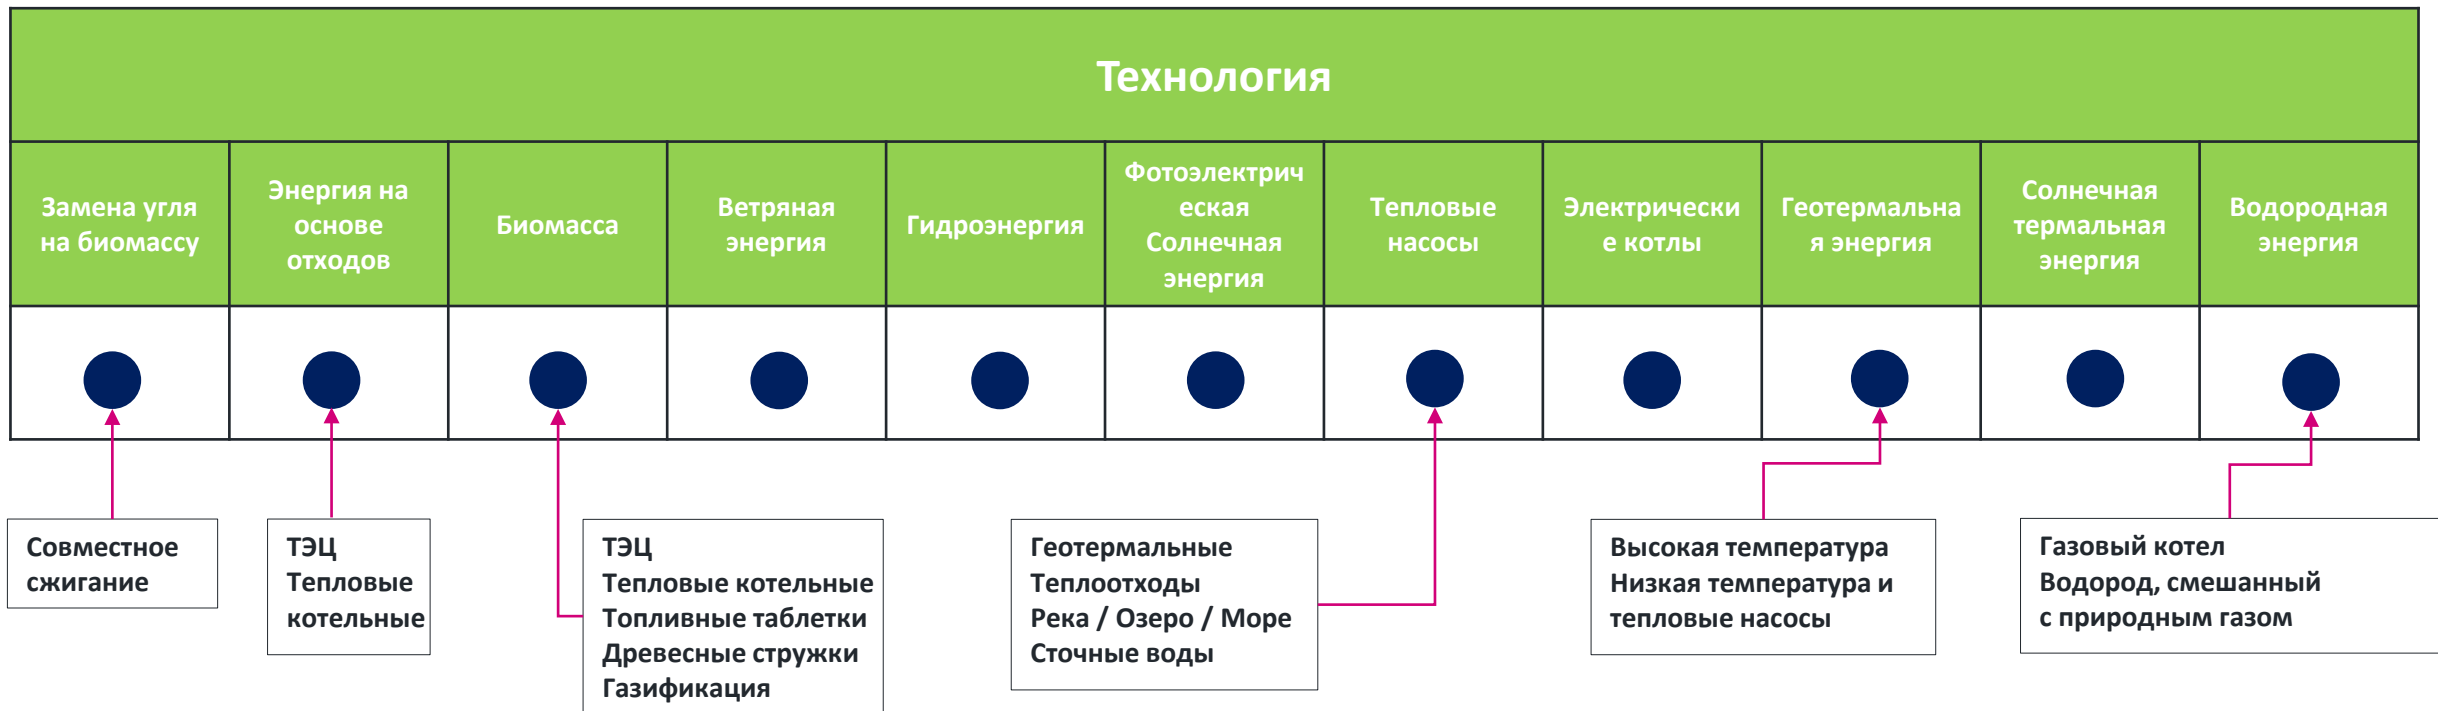 Технология
Замена угля
на биомассу
Энергия на
основе
отходов
Биомасса
Ветряная
энергия
Гидроэнергия
Фотоэлектрич
еская
Солнечная
энергия
Тепловые
насосы
Электрически
е котлы
Геотермальна
я энергия
Солнечная
термальная
энергия
Водородная
энергия
Совместное
сжигание
ТЭЦ
Тепловые
котельные
ТЭЦ
Тепловые котельные
Топливные таблетки
Древесные стружки
Газификация
Геотермальные
Теплоотходы
Река / Озеро / Море
Сточные воды
Высокая температура
Низкая температура и
тепловые насосы
Газовый котел
Водород, смешанный
с природным газом